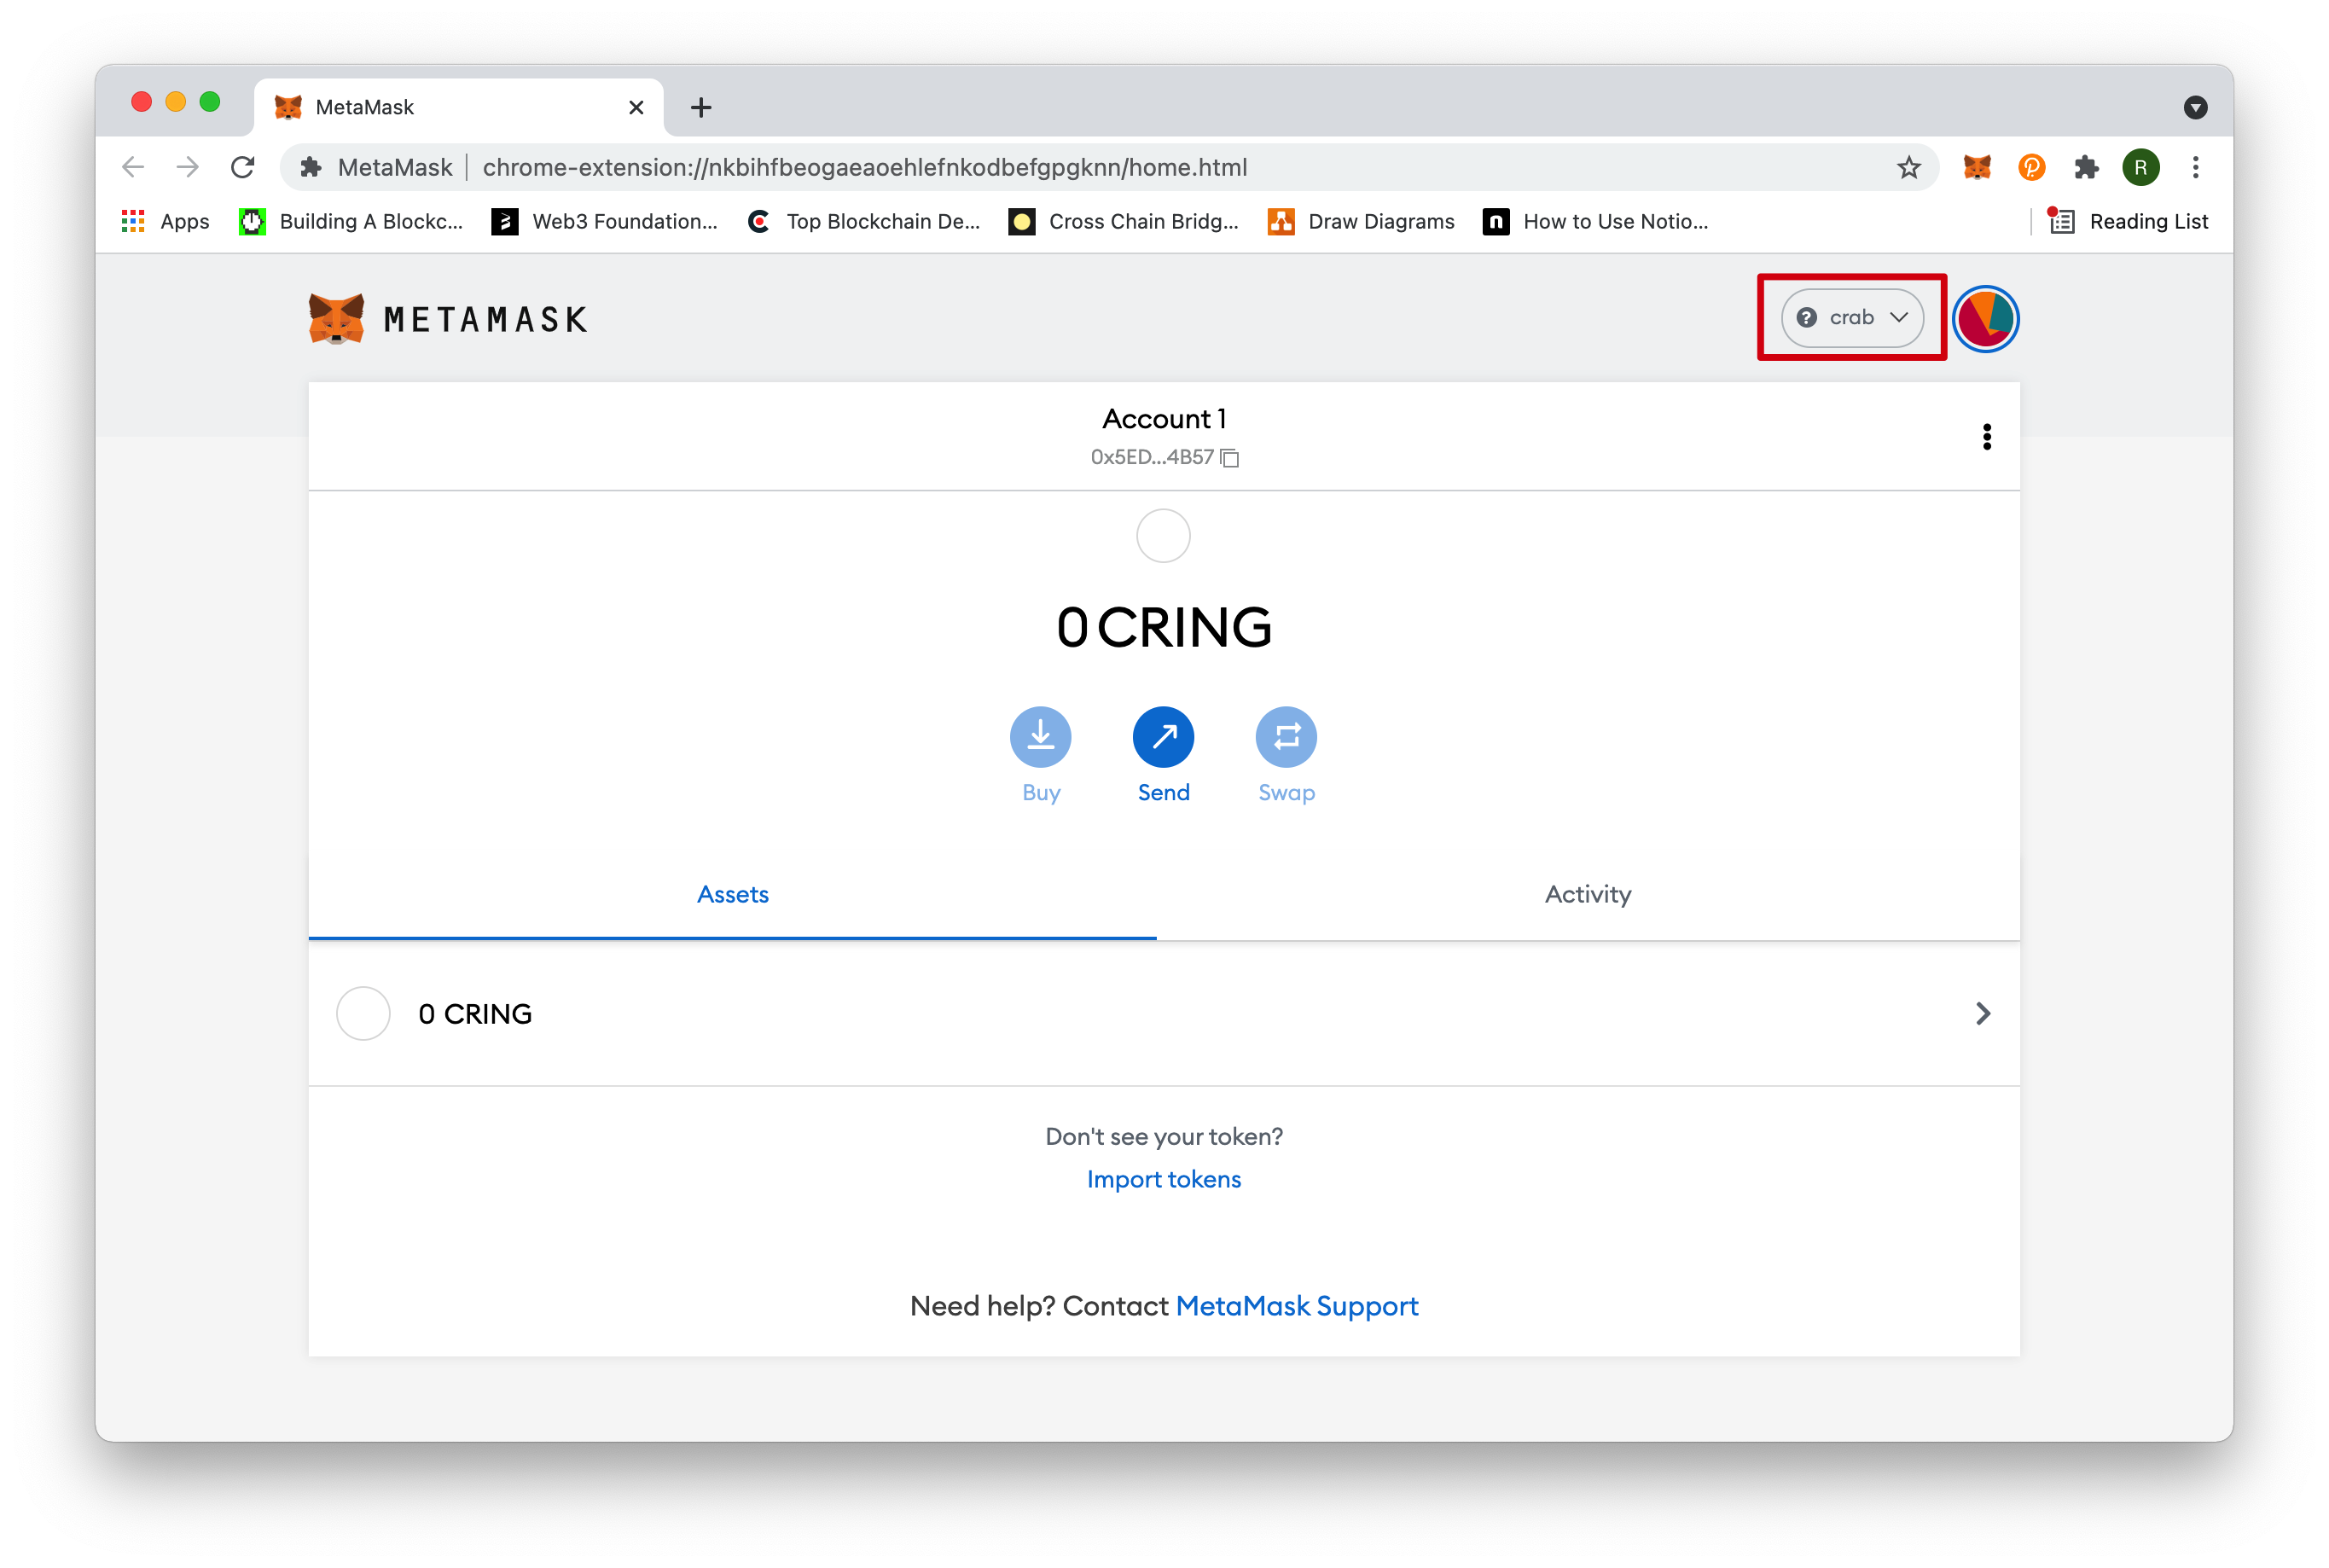 MetaMask
MetaMask chrome-extension://nkbihfbeogaeaoehlefnkodbefgpgknn/home.html R
Apps Building A Blockc... Web3 Foundation... Top Blockchain De... Cross Chain Bridg... Draw Diagrams How to Use Notio... Reading List
METAMASK
? crab
Account 1
0x5ED...4B57
0 CRING
Buy Send Swap
Assets Activity
0 CRING
Don't see your token?
Import tokens
Need help? Contact MetaMask Support